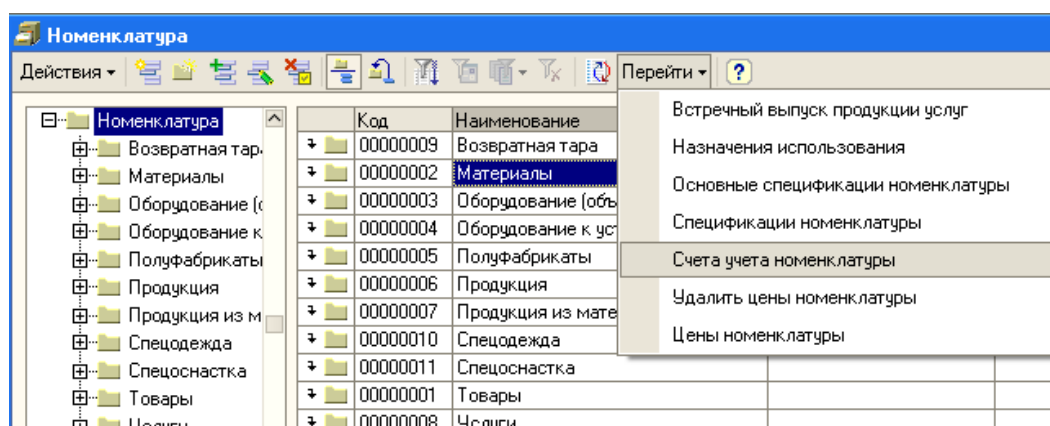 Номенклатура
Действия Перейти ?
Номенклатура
Возвратная тар
Материалы
Оборудование (о
Оборудование к
Полуфабрикаты
Продукция
Продукция из м
Спецодежда
Спецоснастка
Товары
Услуги
Код Наименование
00000009 Возвратная тара
00000002 Материалы
00000003 Оборудование (объ
00000004 Оборудование к уст
00000005 Полуфабрикаты
00000006 Продукция
00000007 Продукция из мате
00000010 Спецодежда
00000011 Спецоснастка
00000001 Товары
00000008 Услуги
Встречный выпуск продукции услуг
Назначения использования
Основные спецификации номенклатуры
Спецификации номенклатуры
Счета учета номенклатуры
Удалить цены номенклатуры
Цены номенклатуры